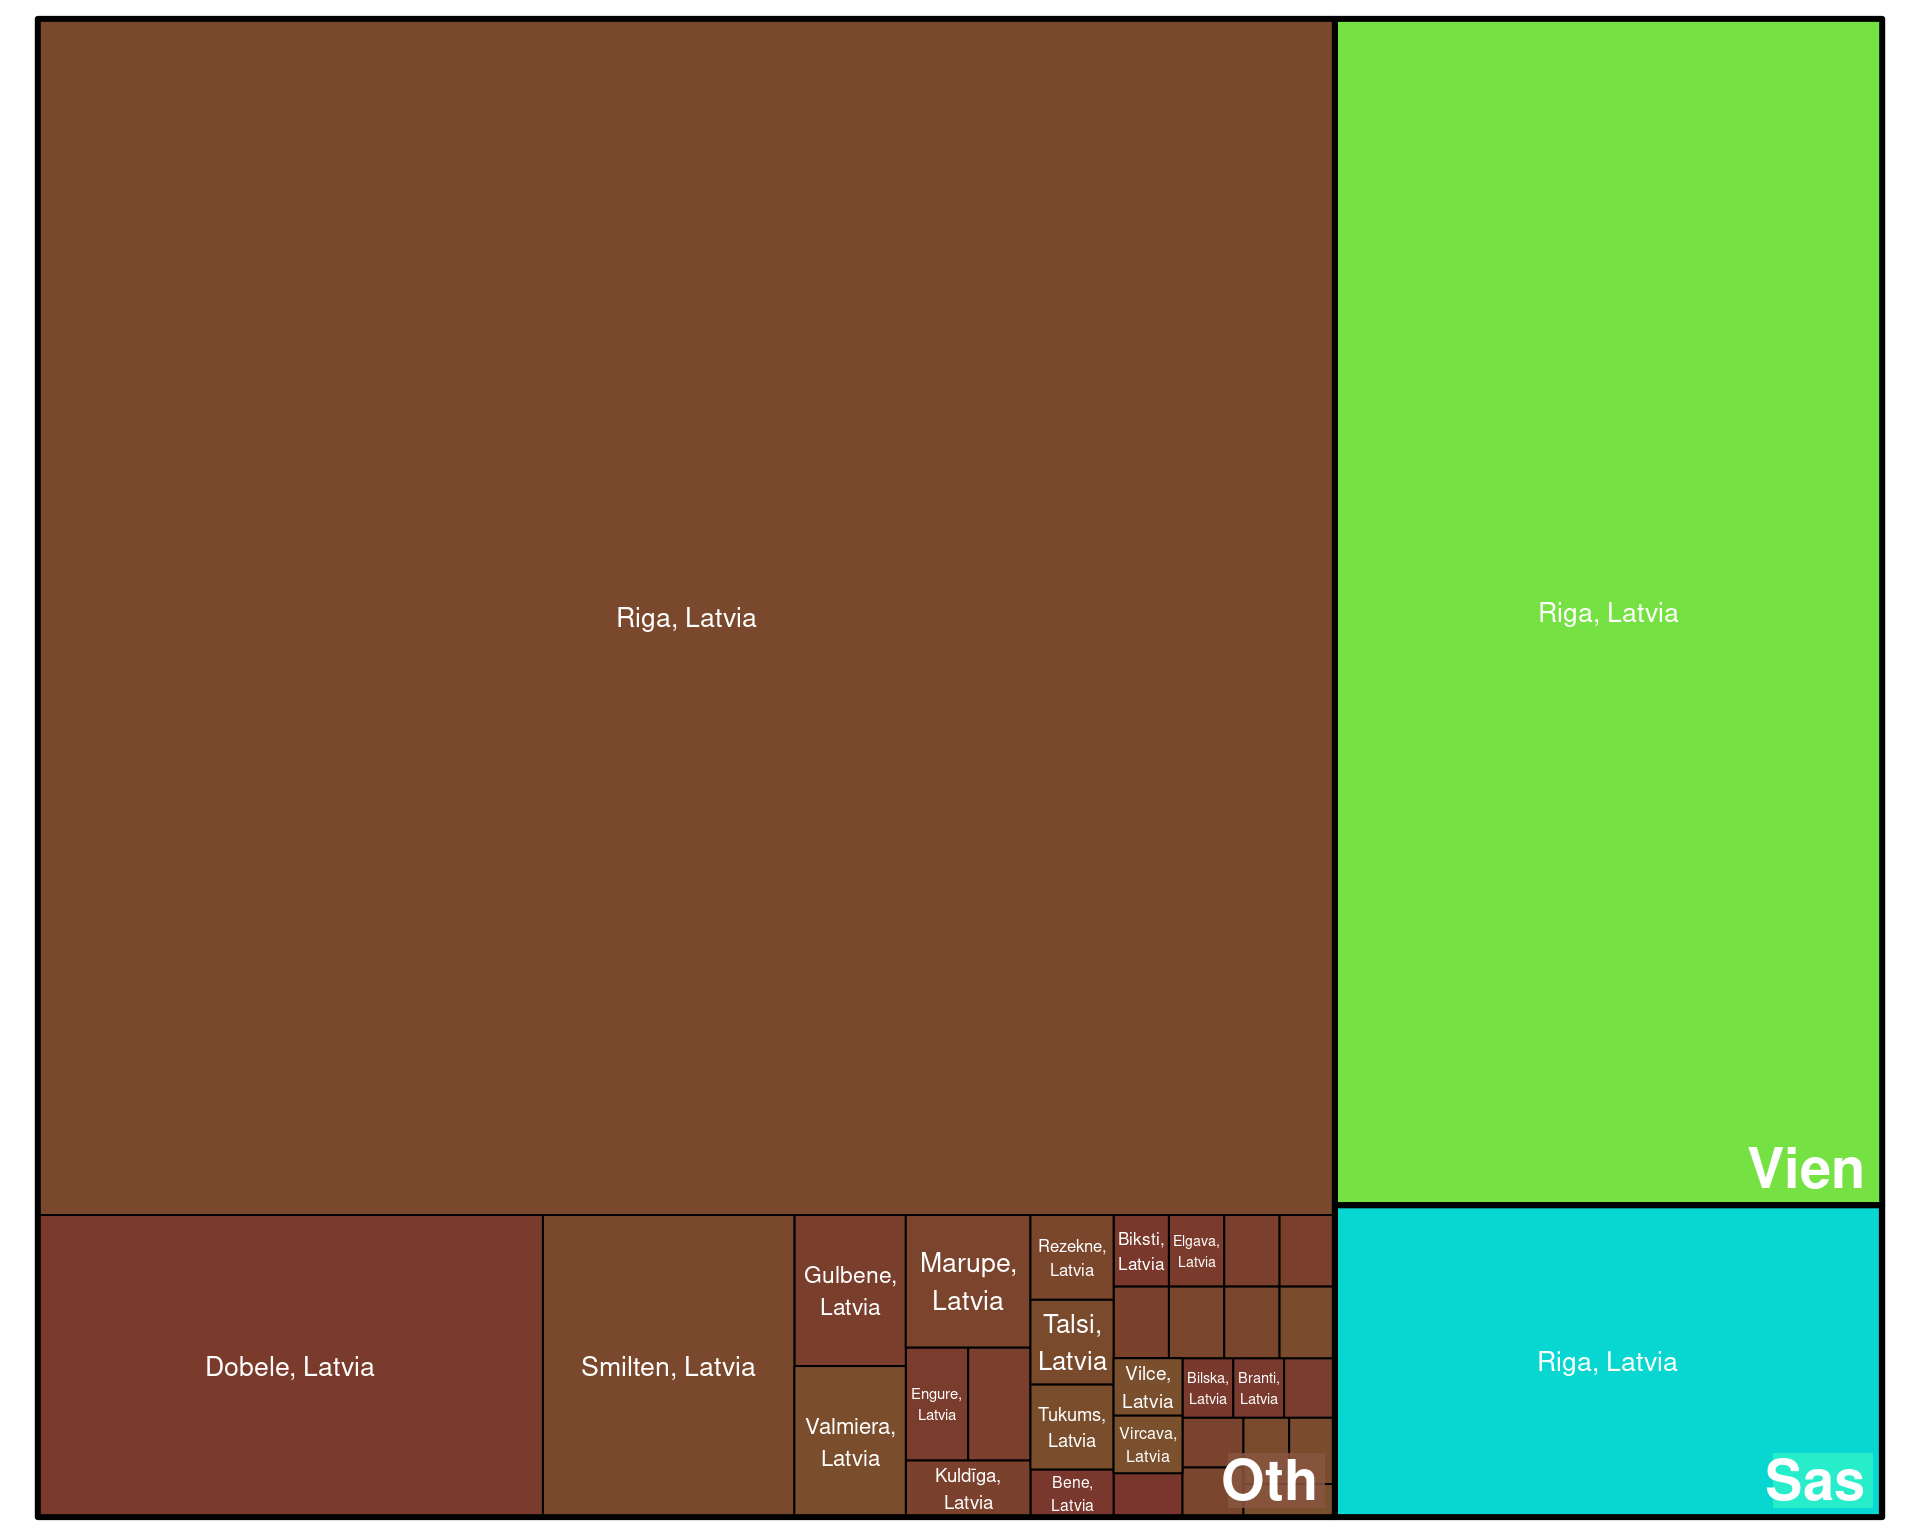 Riga, Latvia
Riga, Latvia
Vien
Dobele, Latvia
Smilten, Latvia
Gulbene,
Latvia
Valmiera,
Latvia
Marupe,
Latvia
Engure,
Latvia
Kuldīga,
Latvia
Rezekne,
Latvia
Talsi,
Latvia
Tukums,
Latvia
Bene,
Latvia
Biksti,
Latvia
Elgava,
Latvia
Vilce,
Latvia
Vircava,
Latvia
Bilska,
Latvia
Branti,
Latvia
Oth
Riga, Latvia
Sas